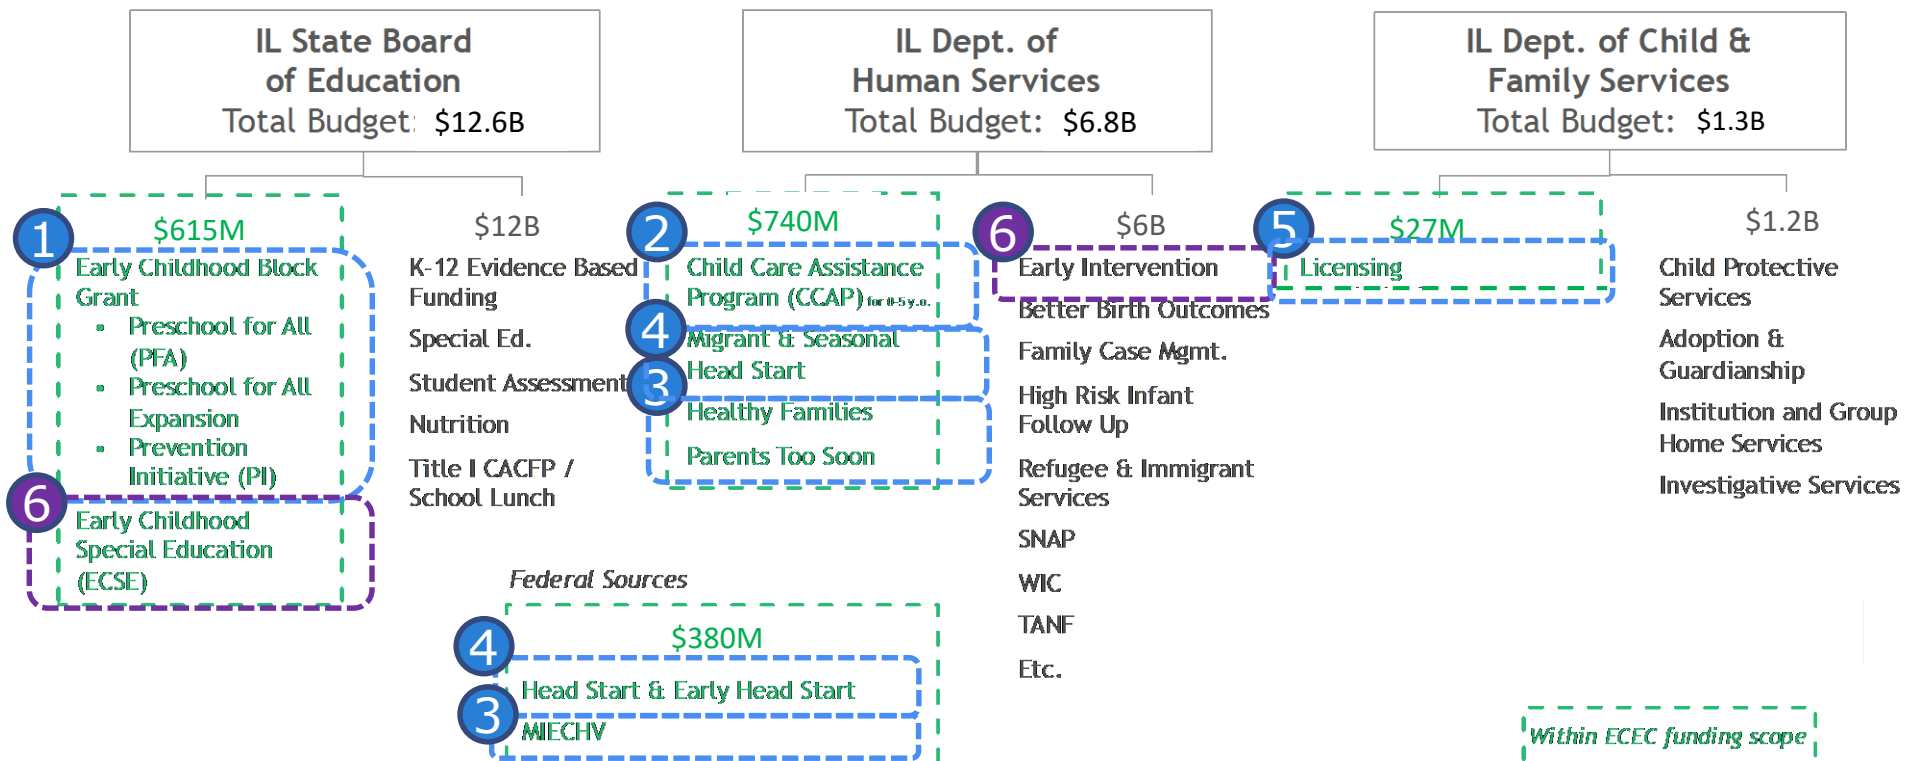 IL State Board
of Education
Total Budget: $12.6B
IL Dept. of
Human Services
Total Budget: $6.8B
IL Dept. of Child &
Family Services
Total Budget: $1.3B
1
$615M
Early Childhood Block
Grant
▪ Preschool for All
(PFA)
▪ Preschool for All
Expansion
▪ Prevention
Initiative (PI)
6
Early Childhood
Special Education
(ECSE)
$12B
K-12 Evidence Based
Funding
Special Ed.
Student Assessment
Nutrition
Title I CACFP /
School Lunch
2
$740M
Child Care Assistance
Program (CCAP) for 0-5 y.o.
4
Migrant & Seasonal
Head Start
3
Healthy Families
Parents Too Soon
6
$6B
Early Intervention
Better Birth Outcomes
Family Case Mgmt.
High Risk Infant
Follow Up
Refugee & Immigrant
Services
SNAP
WIC
TANF
Etc.
5
$27M
Licensing
$1.2B
Child Protective
Services
Adoption &
Guardianship
Institution and Group
Home Services
Investigative Services
Federal Sources
$380M
4
Head Start & Early Head Start
3
MIECHV
Within ECEC funding scope